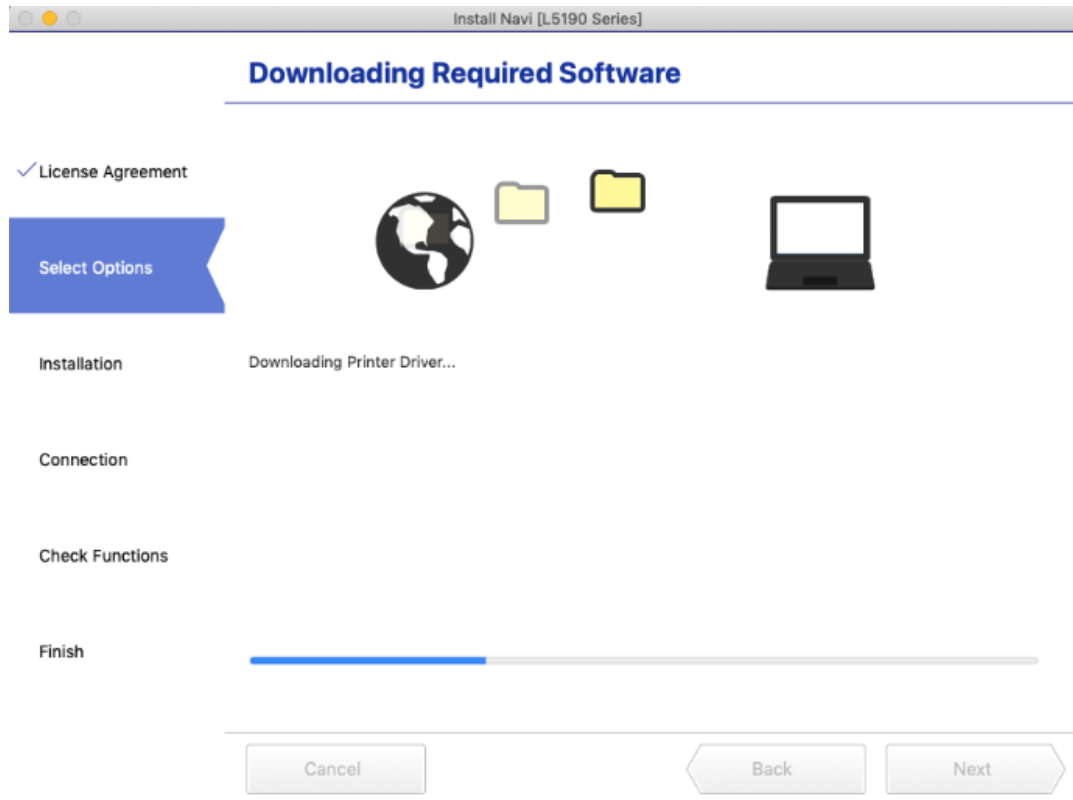 Install Navi [L5190 Series]
Downloading Required Software
License Agreement
Select Options
Installation
Downloading Printer Driver...
Connection
Check Functions
Finish
Cancel
Back
Next